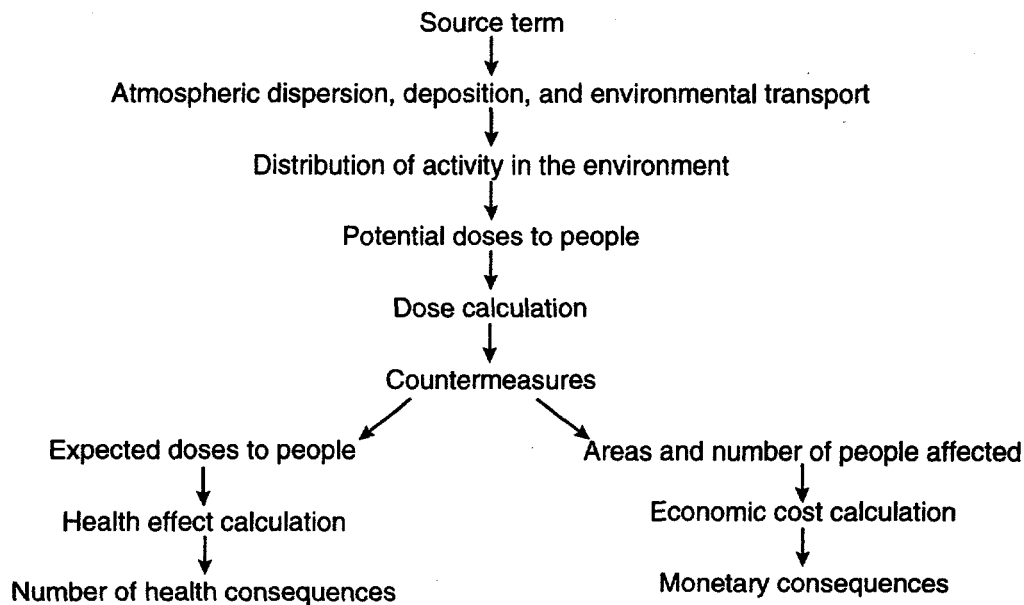 Source term
Atmospheric dispersion, deposition, and environmental transport
Distribution of activity in the environment
Potential doses to people
Dose calculation
Countermeasures
Expected doses to people
Areas and number of people affected
Health effect calculation
Economic cost calculation
Number of health consequences
Monetary consequences